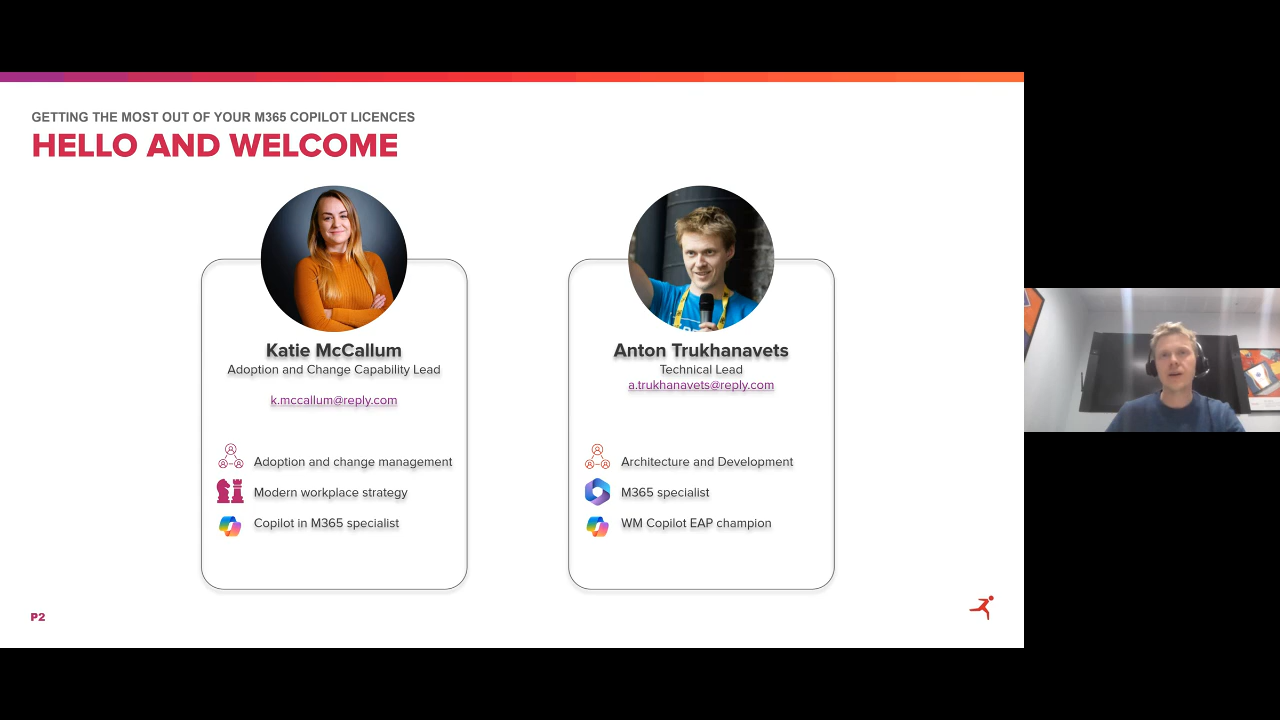 GETTING THE MOST OUT OF YOUR M365 COPILOT LICENCES
HELLO AND WELCOME
Katie McCallum
Adoption and Change Capability Lead
k.mccallum@reply.com
Adoption and change management
Modern workplace strategy
Copilot in M365 specialist
Anton Trukhanavets
Technical Lead
a.trukhanavets@reply.com
Architecture and Development
M365 specialist
WM Copilot EAP champion
P2